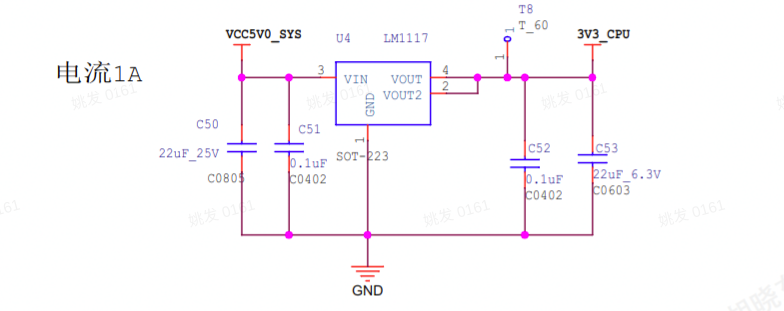 T8
T_60
1
1
VCC5V0_SYS
U4
LM1117
3V3_CPU
电流1A
3
VIN
VOUT
4
VOUT2
2
GND
1
SOT-223
C50
22uF_25V
C0805
C51
0.1uF
C0402
C52
0.1uF
C0402
C53
22uF_6.3V
C0603
GND
姚发 0161
姚发 0161
姚发 0161
姚发 0161
姚发 0161
姚发 0161